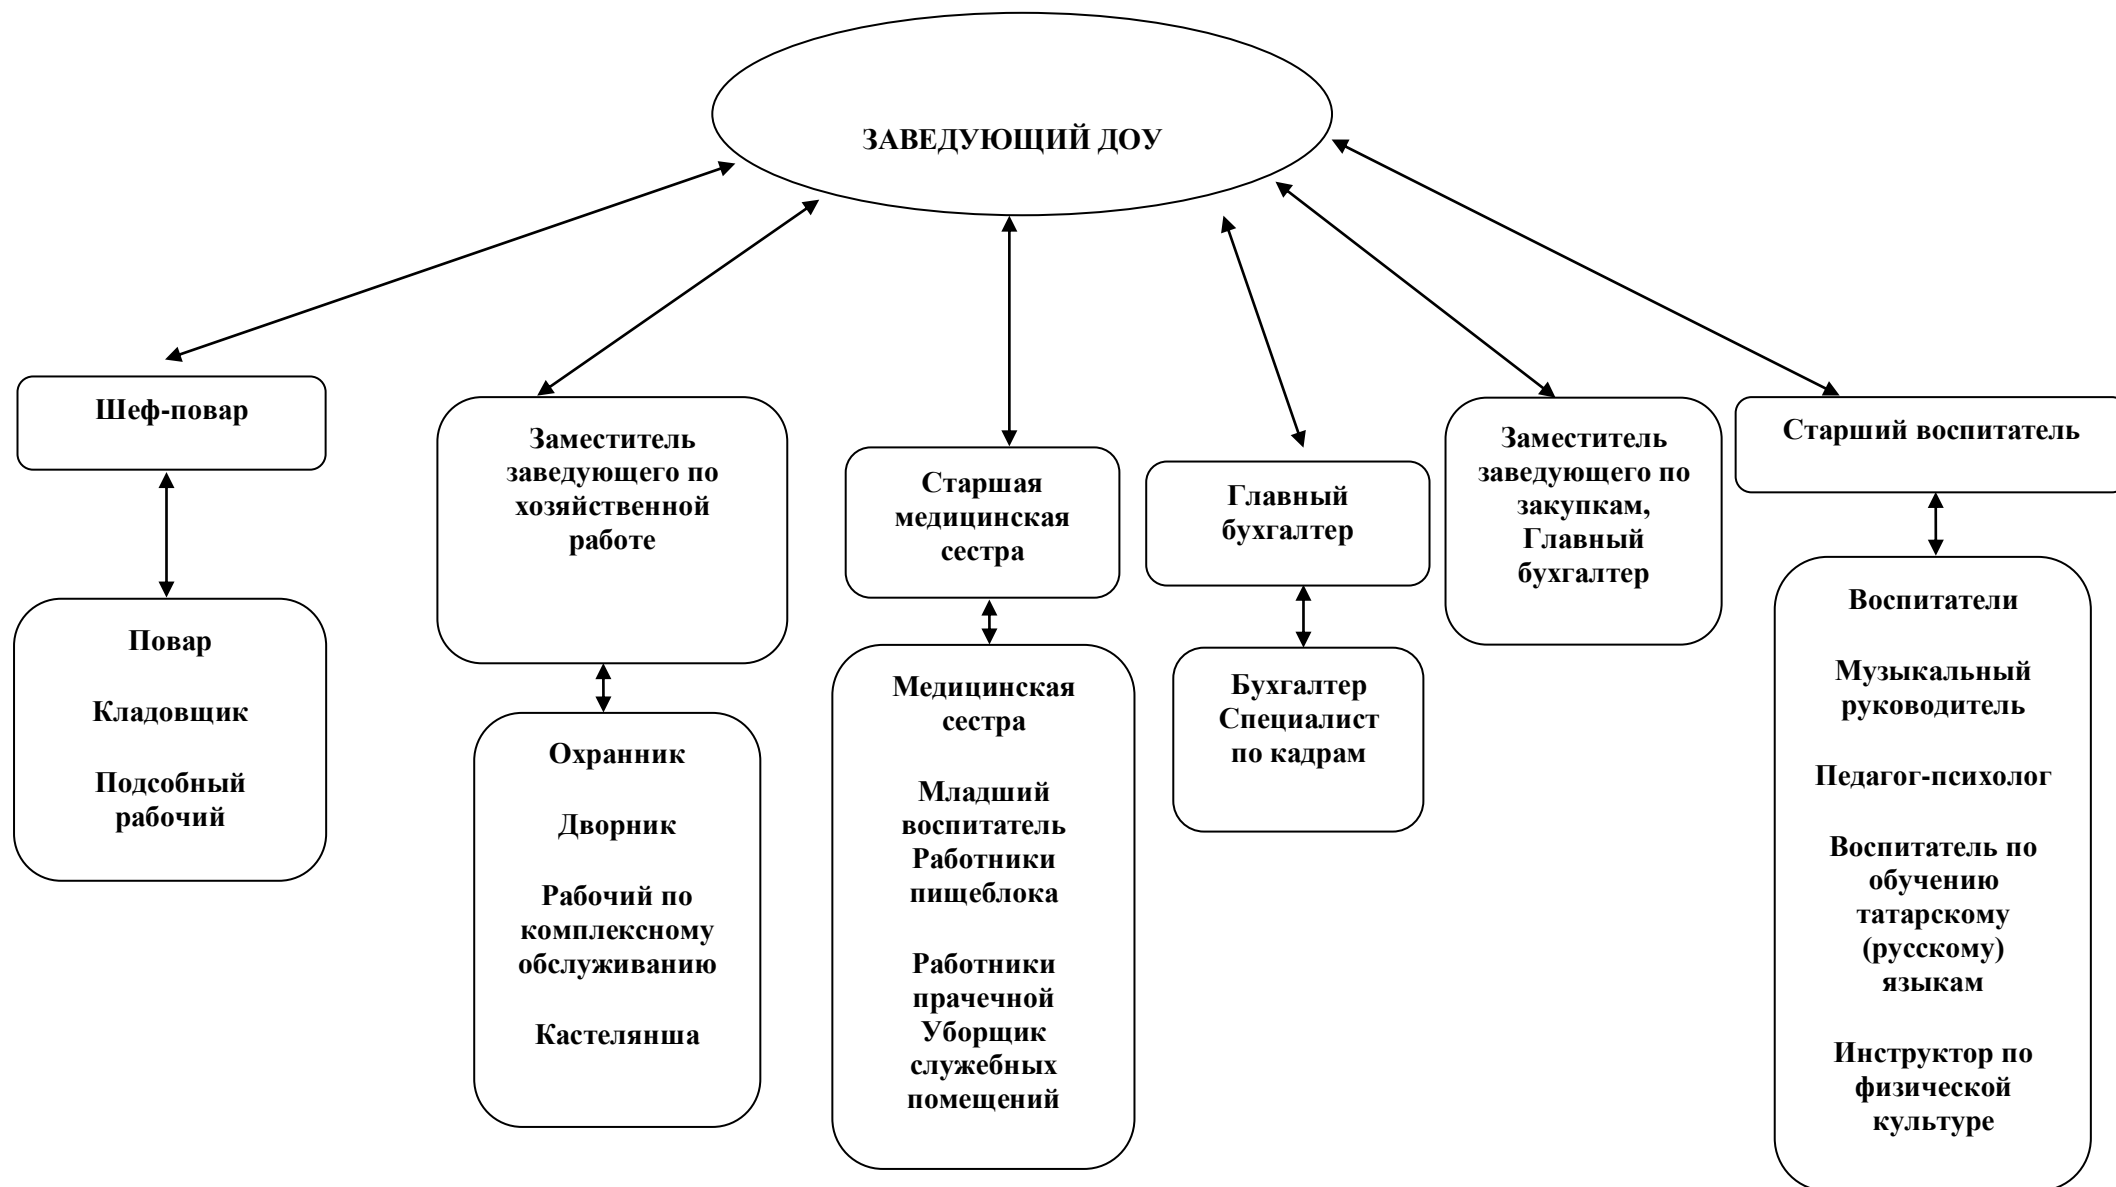 ЗАВЕДУЮЩИЙ ДОУ
Шеф-повар
Повар
Кладовщик
Подсобный
рабочий
Заместитель
заведующего по
хозяйственной
работе
Охранник
Дворник
Рабочий по
комплексному
обслуживанию
Кастелянша
Старшая
медицинская
сестра
Медицинская
сестра
Младший
воспитатель
Работники
пищеблока
Работники
прачечной
Уборщик
служебных
помещений
Главный
бухгалтер
Бухгалтер
Специалист
по кадрам
Заместитель
заведующего по
закупкам,
Главный
бухгалтер
Старший воспитатель
Воспитатели
Музыкальный
руководитель
Педагог-психолог
Воспитатель по
обучению
татарскому
(русскому)
языкам
Инструктор по
физической
культуре